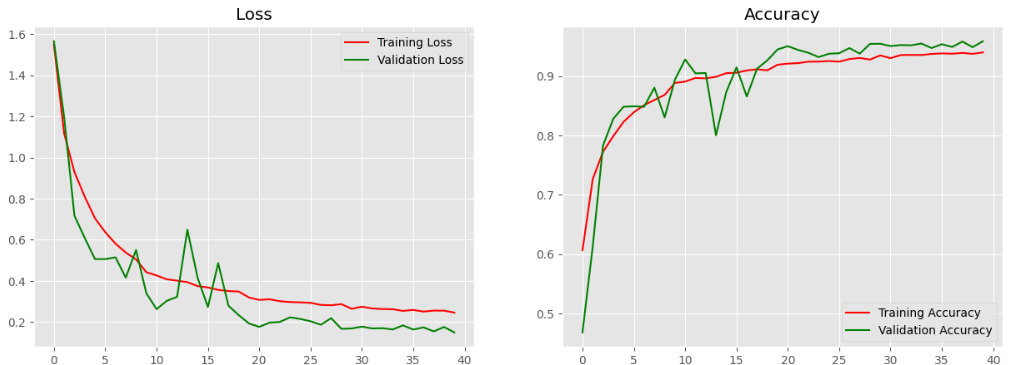 Loss
1.6
1.4
1.2
1.0
0.8
0.6
0.4
0.2
0 5 10 15 20 25 30 35 40
Training Loss
Validation Loss
Accuracy
0.9
0.8
0.7
0.6
0.5
0 5 10 15 20 25 30 35 40
Training Accuracy
Validation Accuracy